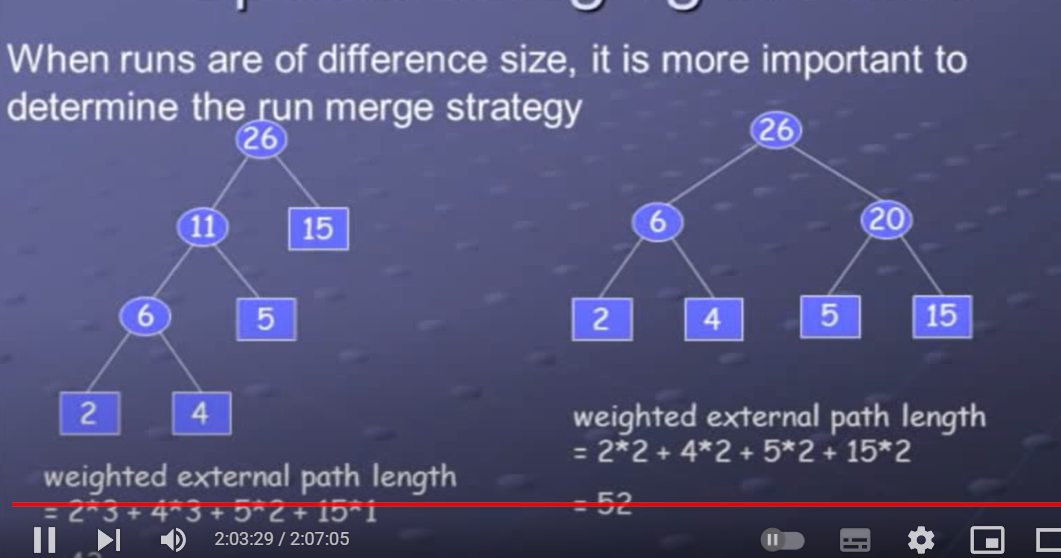 When runs are of difference size, it is more important to
determine the run merge strategy
26
11
15
6
5
2
4
weighted external path length
= 2*3 + 4*3 + 5*2 + 15*1
26
6
20
2
4
5
15
weighted external path length
= 2*2 + 4*2 + 5*2 + 15*2
= 52
2:03:29 / 2:07:05